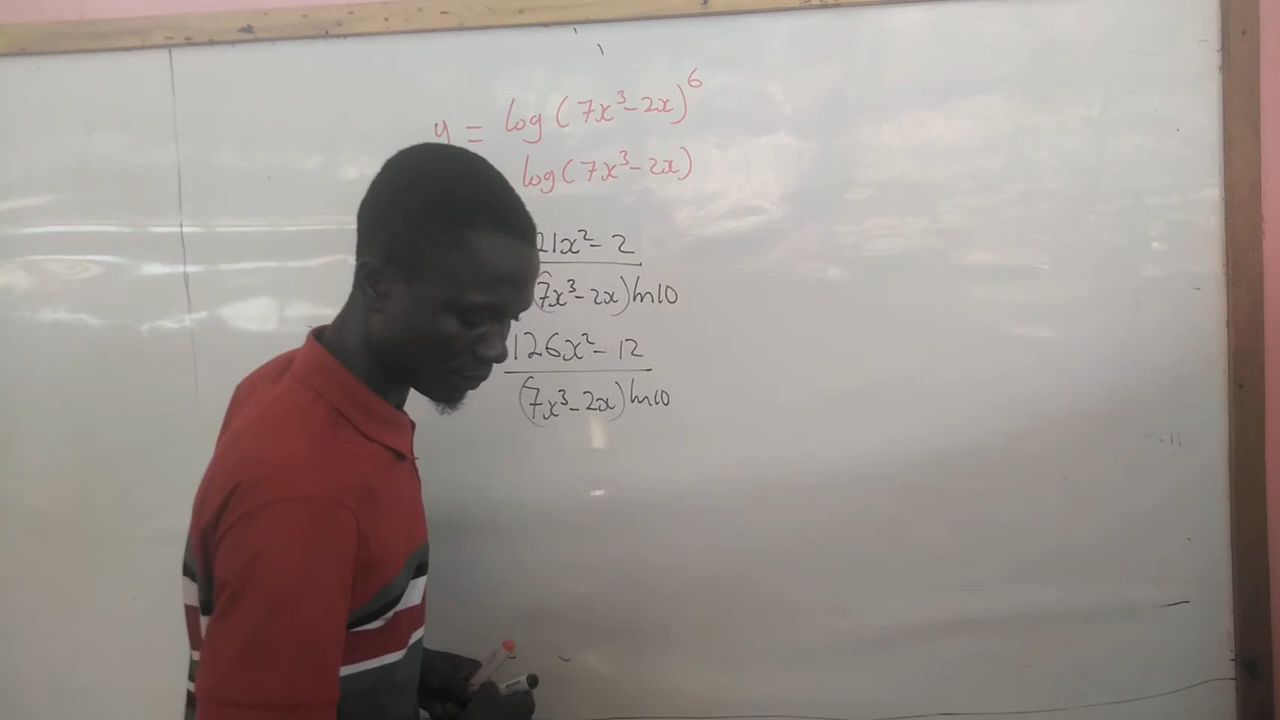 y = log(7x³-2x)⁶
log(7x³-2x)
21x²-2
(7x³-2x)ln10
126x²-12
(7x³-2x)ln10